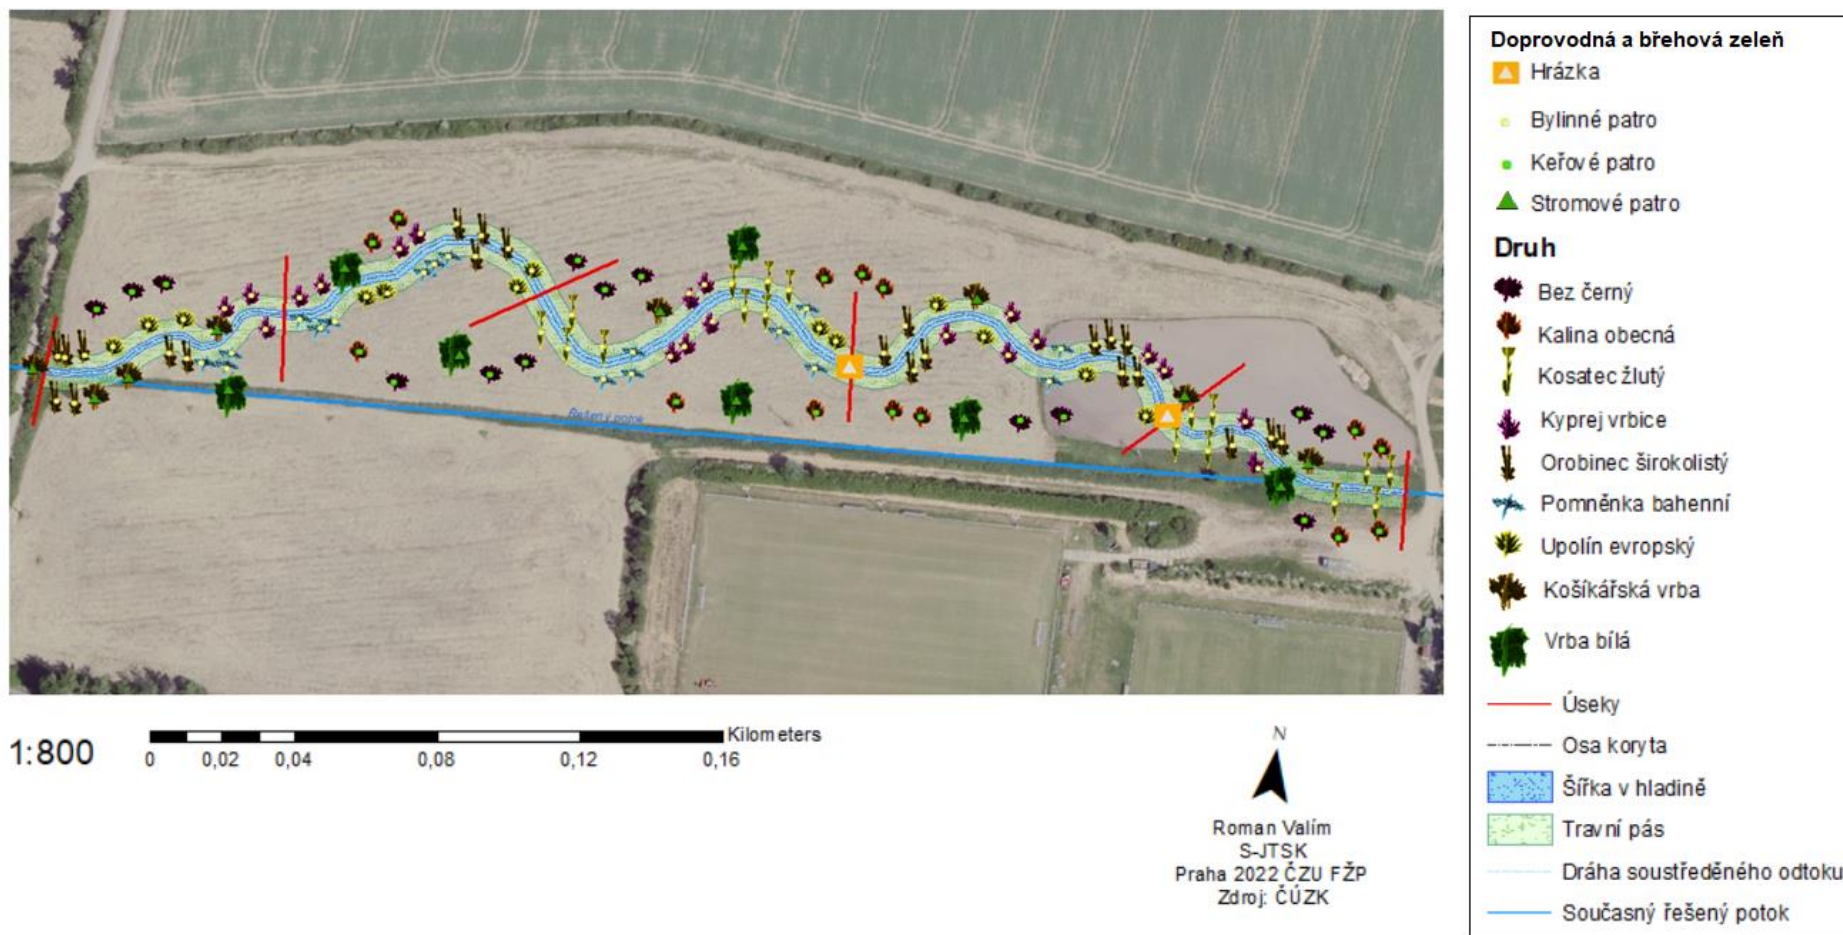 Řešený potok
1:800
Kilometers
0 0,02 0,04 0,08 0,12 0,16
N
Roman Valím
S-JTSK
Praha 2022 ČZU FŽP
Zdroj: ČÚZK
Doprovodná a břehová zeleň
Hrázka
Bylinné patro
Keřové patro
Stromové patro
Druh
Bez černý
Kalina obecná
Kosatec žlutý
Kyprej vrbice
Orobinec širokolistý
Pomněnka bahenní
Upolín evropský
Košíkářská vrba
Vrba bílá
Úseky
Osa koryta
Šířka v hladině
Travní pás
Dráha soustředěného odtoku
Současný řešený potok